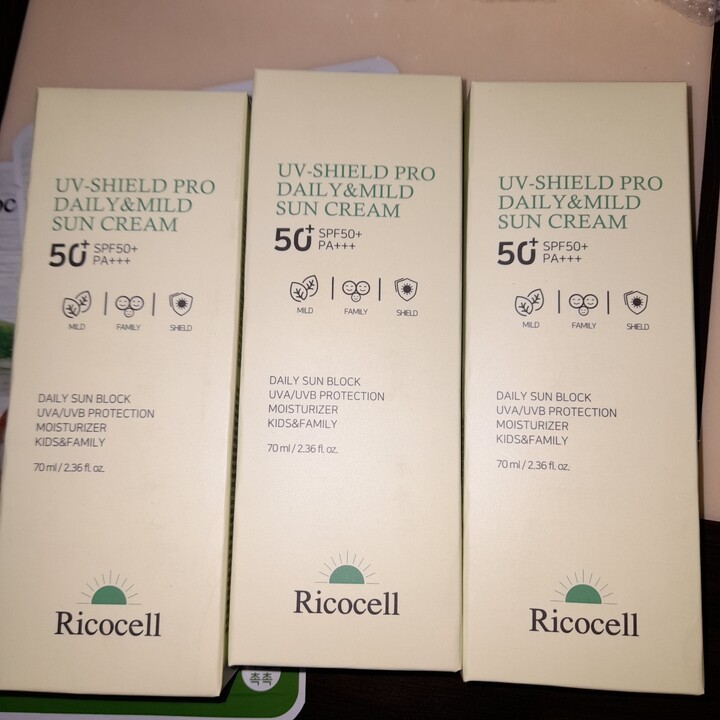 UV-SHIELD PRO
DAILY&MILD
SUN CREAM
50+ SPF50+
PA+++
MILD FAMILY SHIELD
DAILY SUN BLOCK
UVA/UVB PROTECTION
MOISTURIZER
KIDS&FAMILY
70 ml / 2.36 fl. oz.
Ricocell
UV-SHIELD PRO
DAILY&MILD
SUN CREAM
50+ SPF50+
PA+++
MILD FAMILY SHIELD
DAILY SUN BLOCK
UVA/UVB PROTECTION
MOISTURIZER
KIDS&FAMILY
70 ml / 2.36 fl. oz.
Ricocell
UV-SHIELD PRO
DAILY&MILD
SUN CREAM
50+ SPF50+
PA+++
MILD FAMILY SHIELD
DAILY SUN BLOCK
UVA/UVB PROTECTION
MOISTURIZER
KIDS&FAMILY
70 ml / 2.36 fl. oz.
Ricocell
촉촉